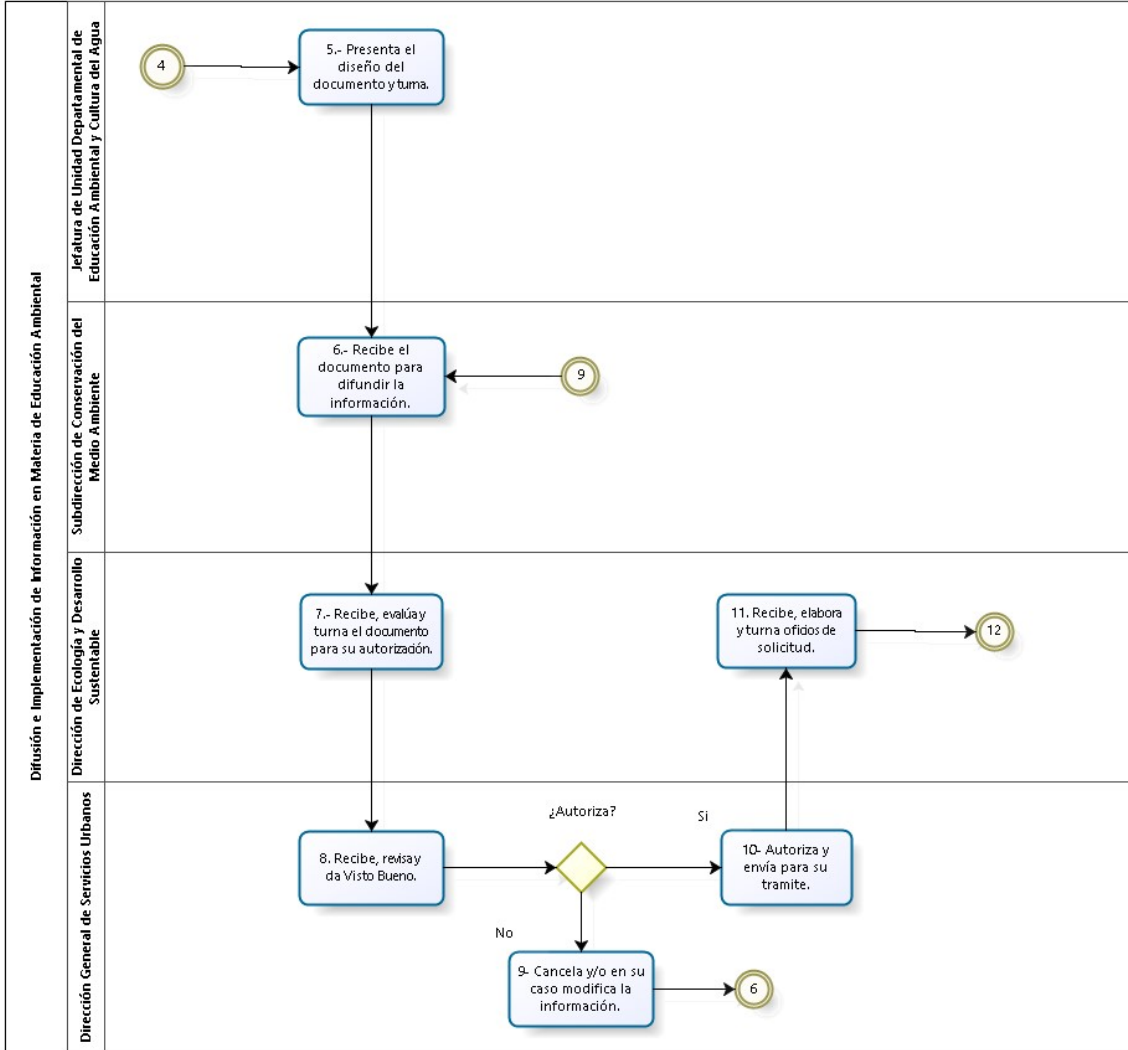 Difusión e Implementación de Información en Materia de Educación Ambiental
Jefatura de Unidad Departamental de
Educación Ambiental y Cultura del Agua
4
5.- Presenta el
diseño del
documento y turna.
Subdirección de Conservación del
Medio Ambiente
6.- Recibe el
documento para
difundir la
información.
9
Dirección de Ecología y Desarrollo
Sustentable
7.- Recibe, evalúa y
turna el documento
para su autorización.
11. Recibe, elabora
y turna oficios de
solicitud.
12
Dirección General de Servicios Urbanos
8. Recibe, revisa y
da Visto Bueno.
¿Autoriza?
Si
10- Autoriza y
envía para su
tramite.
No
9- Cancela y/o en su
caso modifica la
información.
6